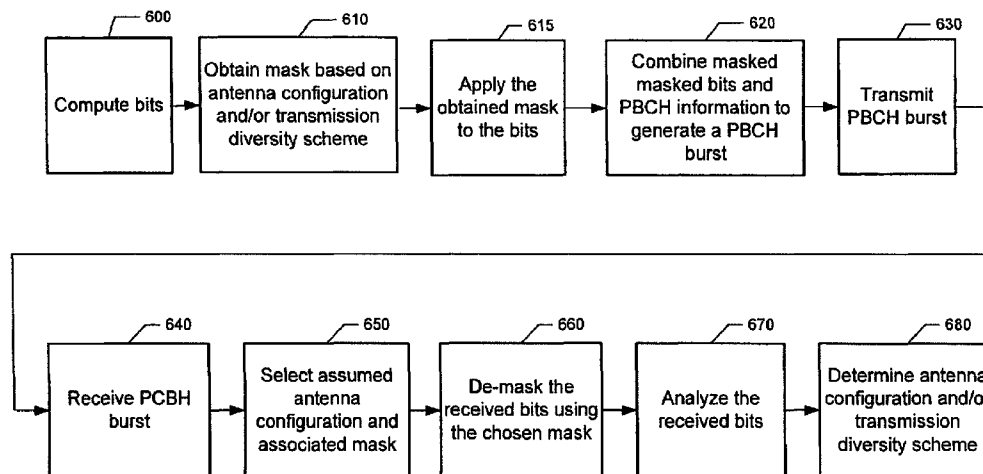 600
Compute bits
610
Obtain mask based on
antenna configuration
and/or transmission
diversity scheme
615
Apply the
obtained mask
to the bits
620
Combine masked
masked bits and
PBCH information to
generate a PBCH
burst
630
Transmit
PBCH burst
640
Receive PCBH
burst
650
Select assumed
antenna
configuration and
associated mask
660
De-mask the
received bits using
the chosen mask
670
Analyze the
received bits
680
Determine antenna
configuration and/o
transmission
diversity scheme